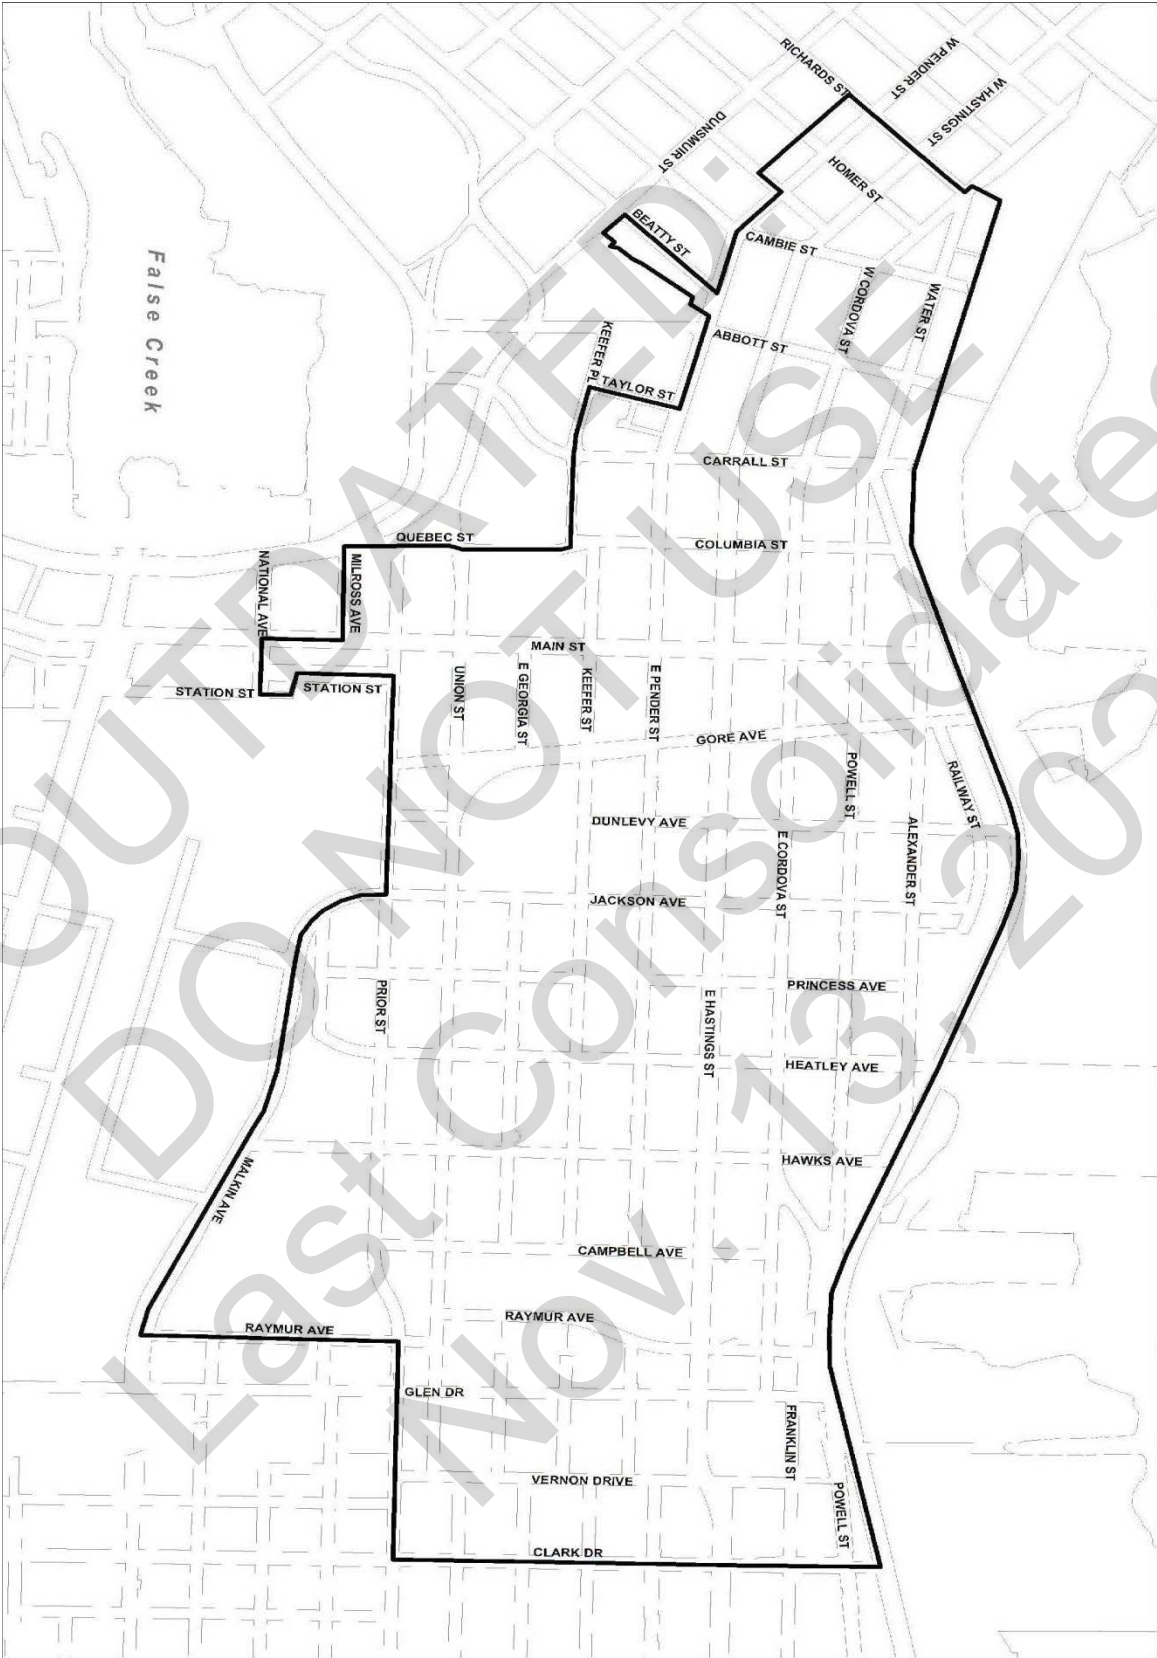 W PENDER ST
RICHARDS ST
W HASTINGS ST
DUNSMUIR ST
HOMER ST
BEATTY ST
CAMBIE ST
W CORDOVA ST
WATER ST
False Creek
KEEFER PL
ABBOTT ST
TAYLOR ST
CARRALL ST
QUEBEC ST
COLUMBIA ST
NATIONAL AVE
MILROSS AVE
MAIN ST
STATION ST
STATION ST
UNION ST
E GEORGIA ST
KEEFER ST
E PENDER ST
GORE AVE
POWELL ST
RAILWAY ST
DUNLEVY AVE
E CORDOVA ST
ALEXANDER ST
JACKSON AVE
PRIOR ST
E HASTINGS ST
PRINCESS AVE
HEATLEY AVE
MALKIN AVE
HAWKS AVE
CAMPBELL AVE
RAYMUR AVE
RAYMUR AVE
GLEN DR
FRANKLIN ST
VERNON DRIVE
POWELL ST
CLARK DR
OUTDATED:
DO NOT USE
Last Consolidated
Nov. 13, 20